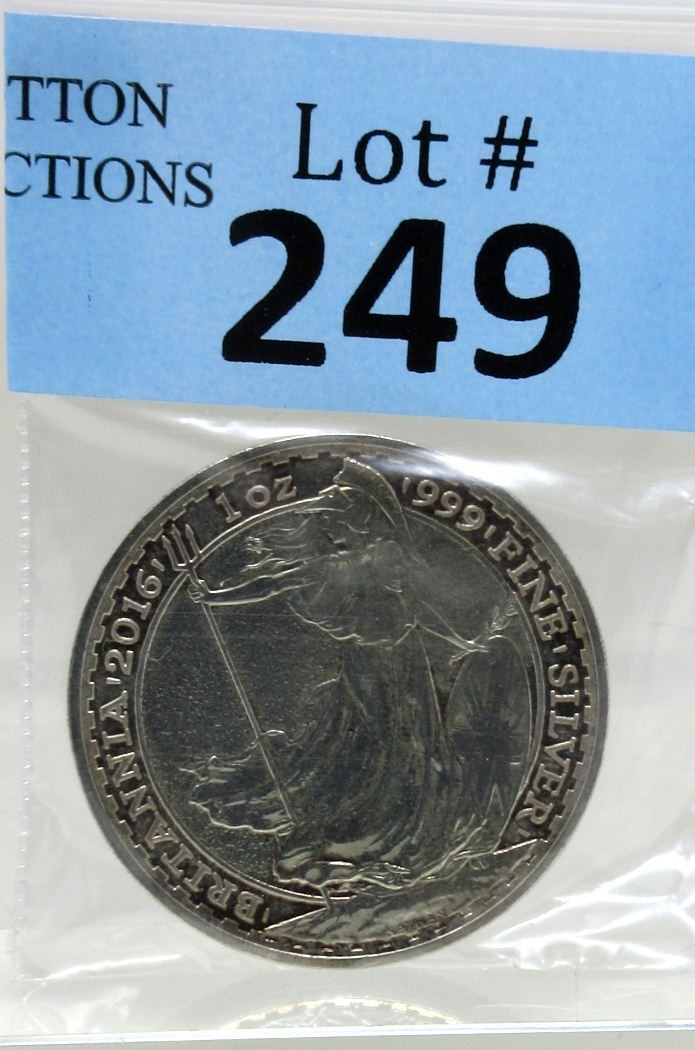 TTON
CTIONS
Lot #
249
BRITANNIA '2016' 1 OZ '999' FINE' SILVER'